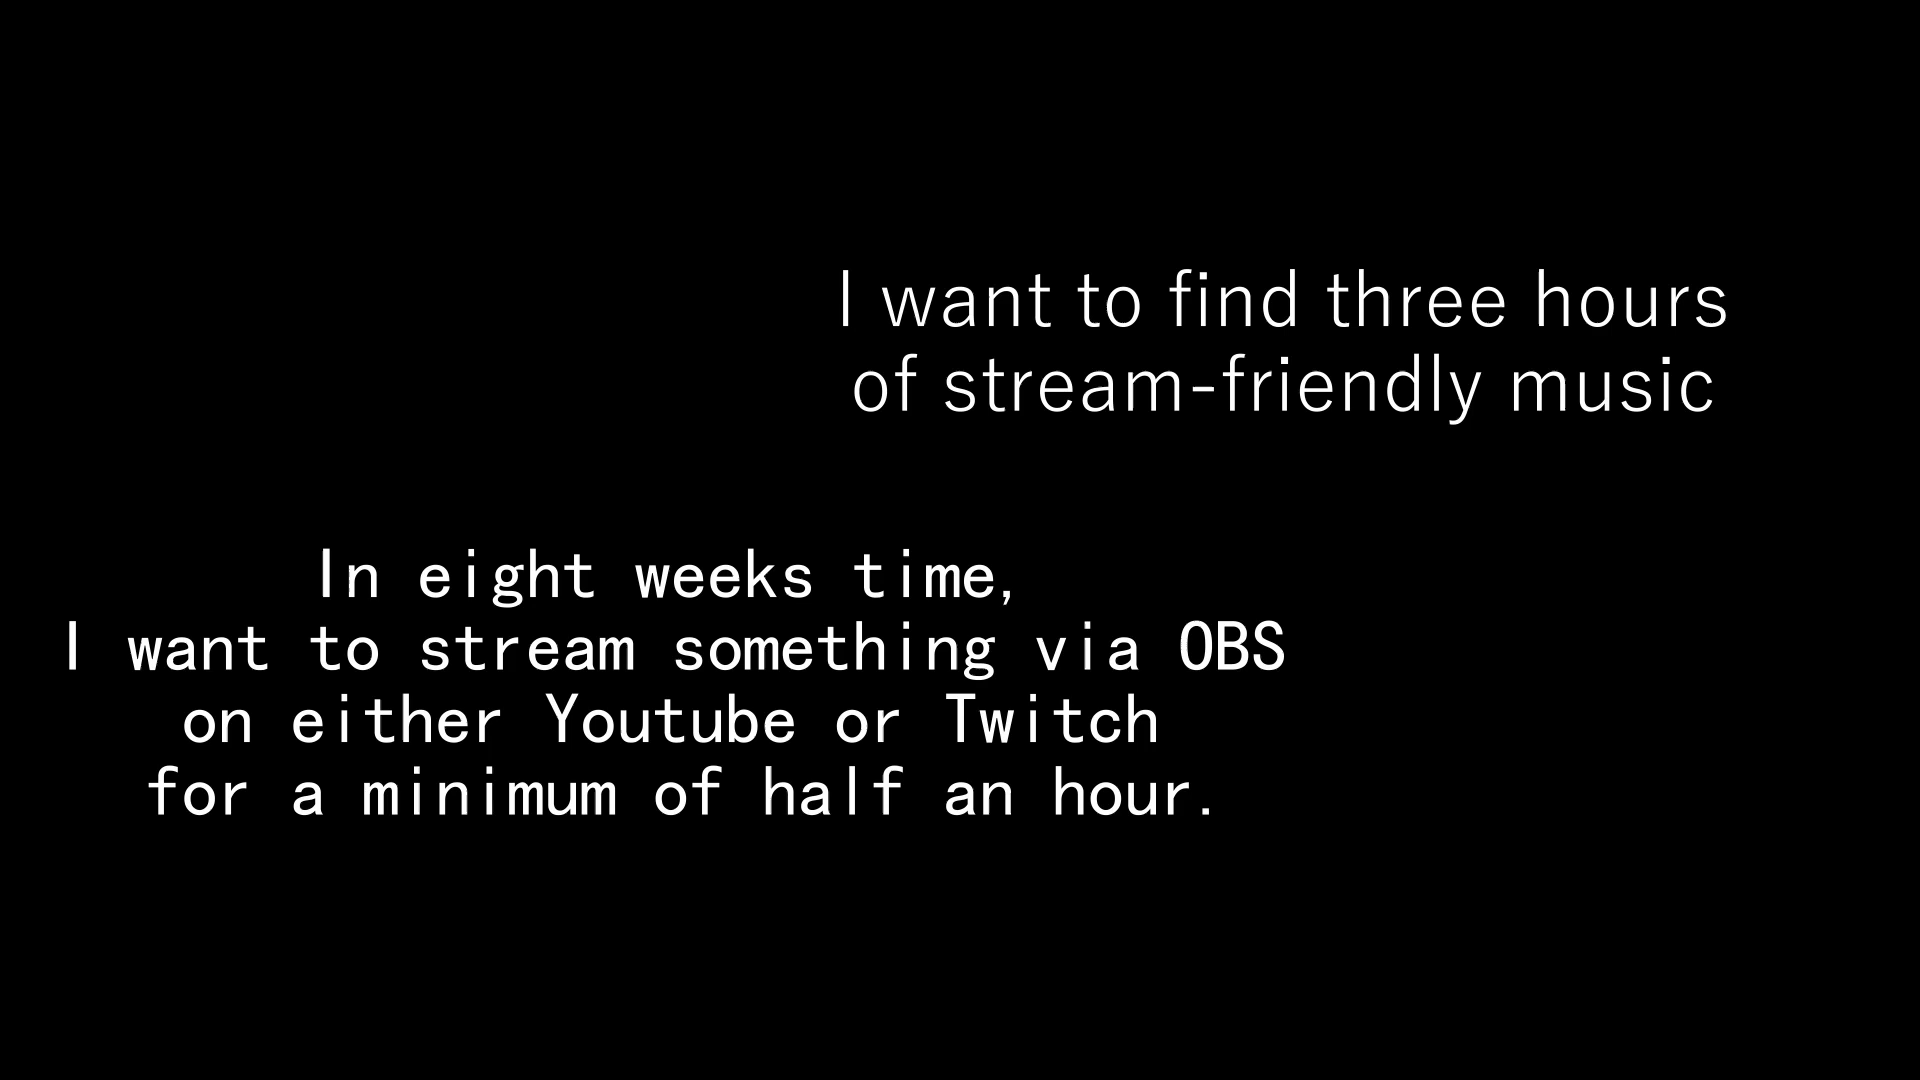 I want to find three hours
of stream-friendly music
In eight weeks time,
I want to stream something via OBS
on either Youtube or Twitch
for a minimum of half an hour.